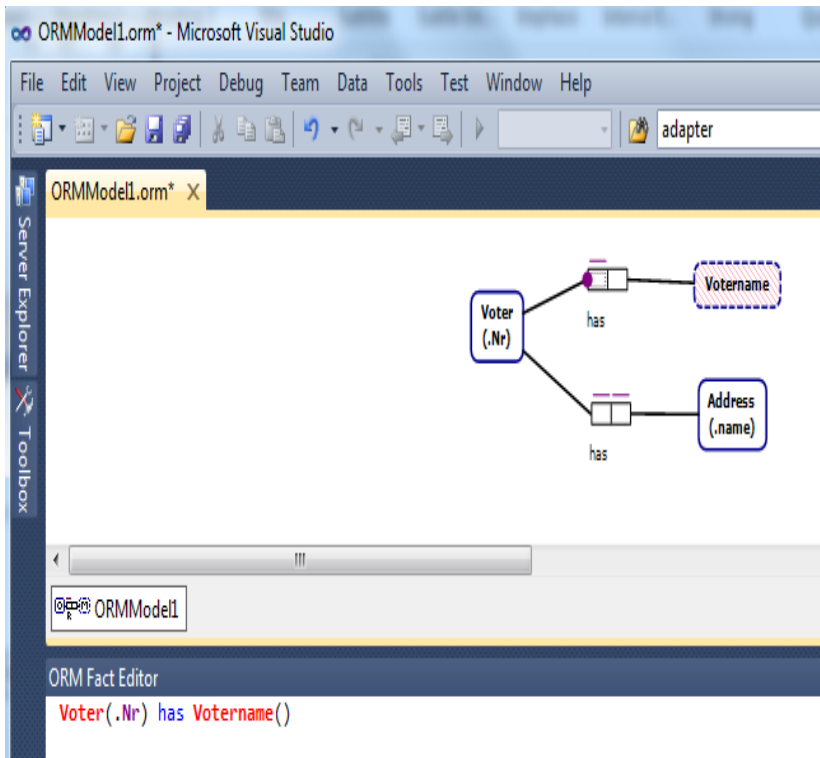 ORMModel1.orm* - Microsoft Visual Studio
File Edit View Project Debug Team Data Tools Test Window Help
adapter
Server Explorer
Toolbox
ORMModel1.orm* X
Voter
(.Nr)
has
Votername
has
Address
(.name)
ORMModel1
ORM Fact Editor
Voter(.Nr) has Votername()